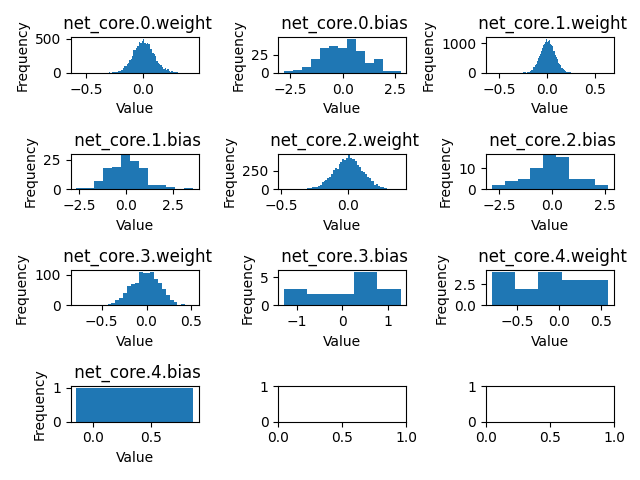 net_core.0.weight
net_core.0.bias
net_core.1.weight
Frequency
500
0
−0.5
0.0
Value
Frequency
25
0
−2.5
0.0
2.5
Value
Frequency
1000
0
−0.5
0.0
0.5
Value
net_core.1.bias
net_core.2.weight
net_core.2.bias
Frequency
25
0
−2.5
0.0
2.5
Value
Frequency
250
0
−0.5
0.0
Value
Frequency
10
0
−2.5
0.0
2.5
Value
net_core.3.weight
net_core.3.bias
net_core.4.weight
Frequency
100
0
−0.5
0.0
0.5
Value
Frequency
5
0
−1
0
1
Value
Frequency
2.5
0.0
−0.5
0.0
0.5
Value
net_core.4.bias
Frequency
1
0
0.0
0.5
Value
1
0
0.0
0.5
1.0
1
0
0.0
0.5
1.0